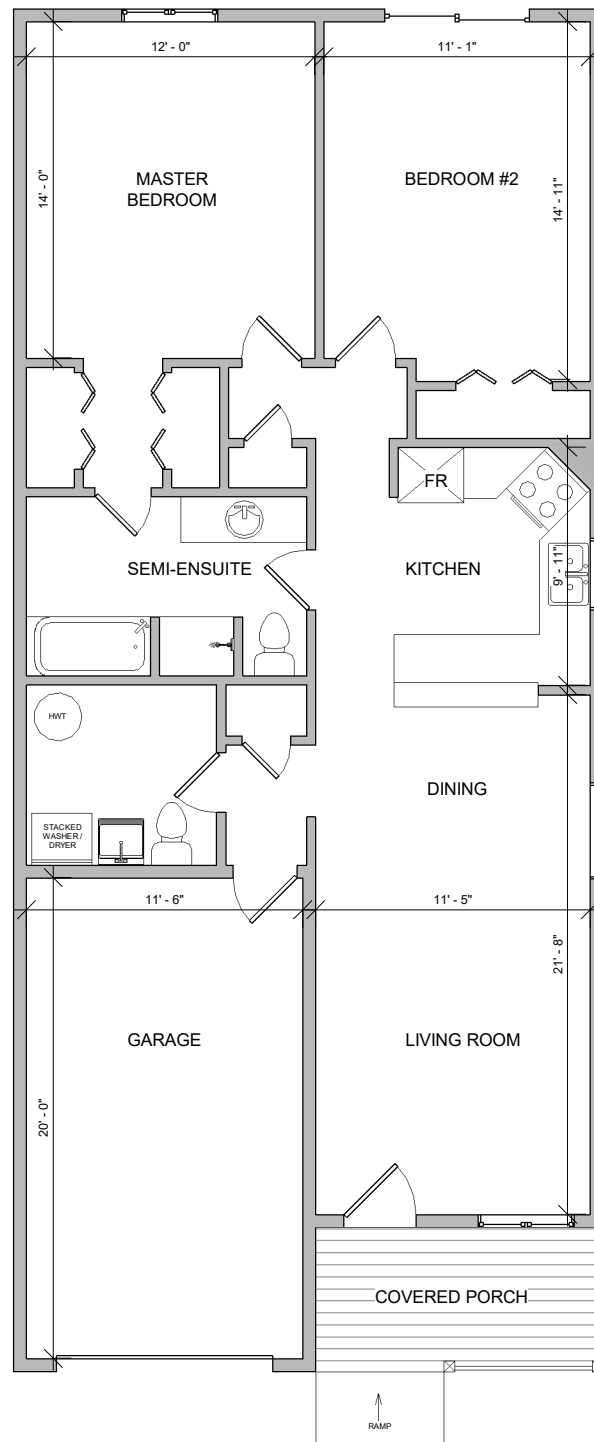 12' - 0"
11' - 1"
14' - 0"
MASTER
BEDROOM
BEDROOM #2
14' - 11"
FR
SEMI-ENSUITE
KITCHEN
9' - 11"
HWT
DINING
STACKED
WASHER /
DRYER
11' - 6"
11' - 5"
21' - 8"
GARAGE
LIVING ROOM
20' - 0"
COVERED PORCH
RAMP